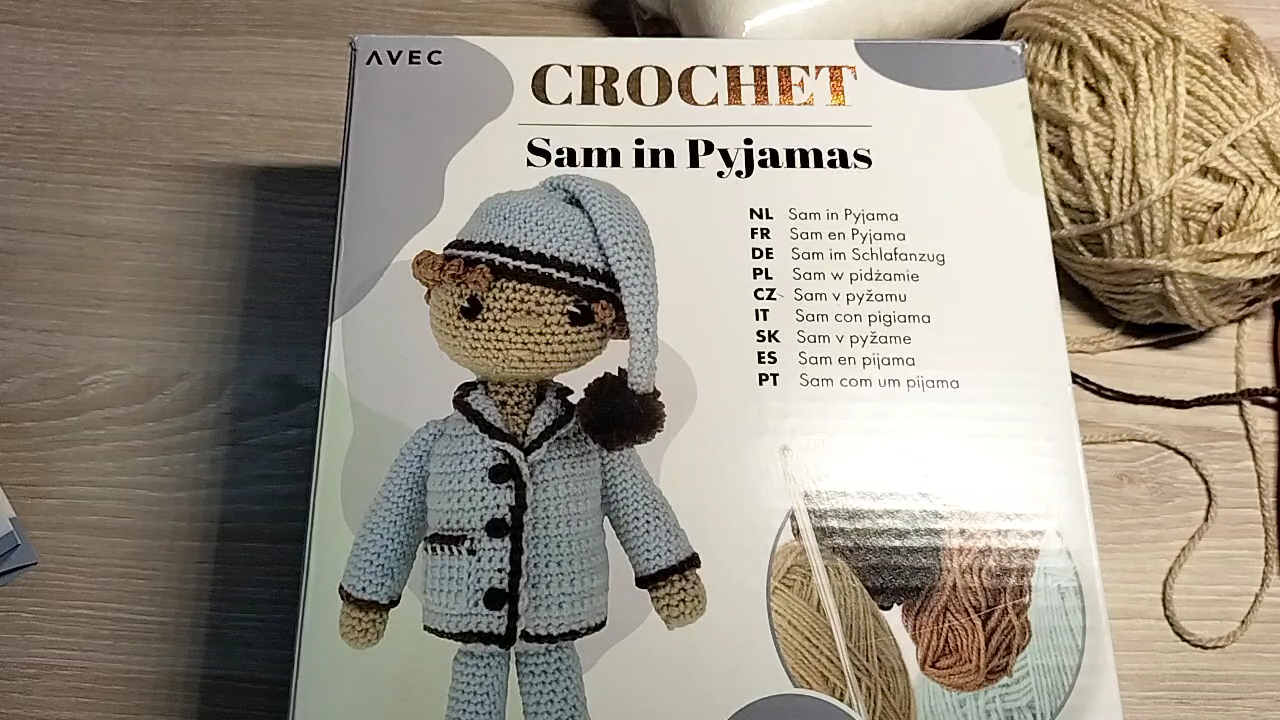 AVEC
CROCHET
Sam in Pyjamas
NL Sam in Pyjama
FR Sam en Pyjama
DE Sam im Schlafanzug
PL Sam w pidżamie
CZ Sam v pyžamu
IT Sam con pigiama
SK Sam v pyžame
ES Sam en pijama
PT Sam com um pijama